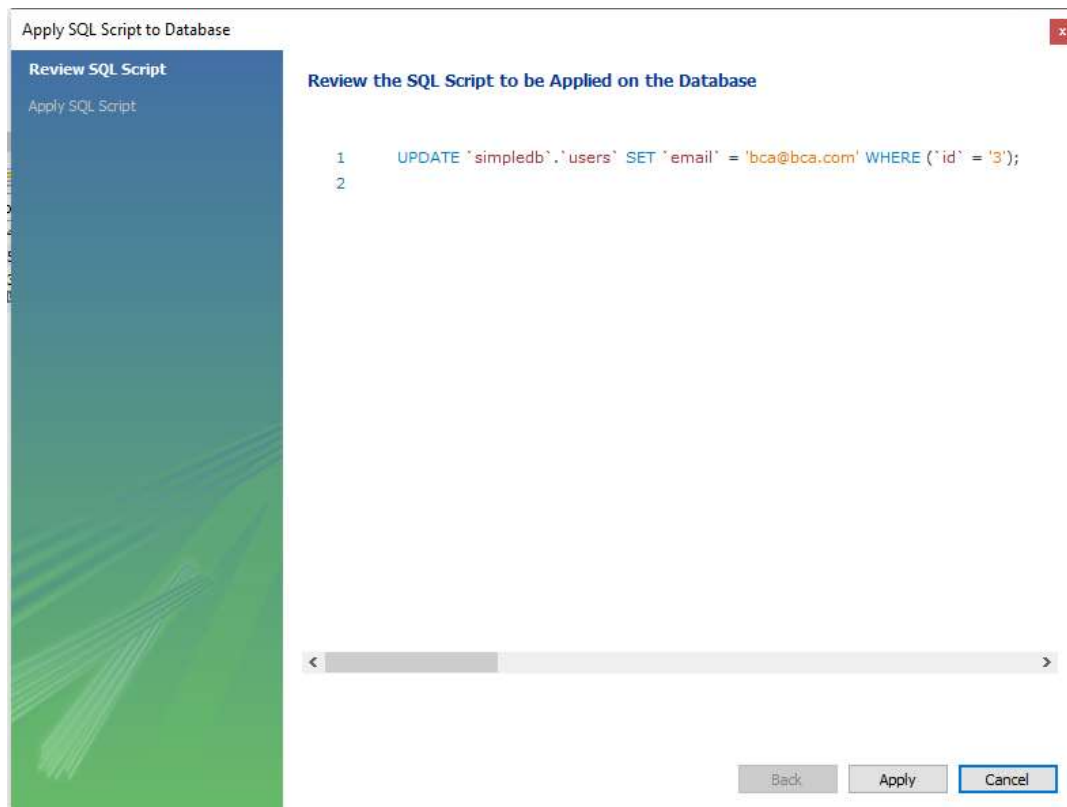 Apply SQL Script to Database
x
Review SQL Script
Apply SQL Script
Review the SQL Script to be Applied on the Database
1 UPDATE `simpledb`.`users` SET `email` = 'bca@bca.com' WHERE (`id` = '3');
2
Back Apply Cancel